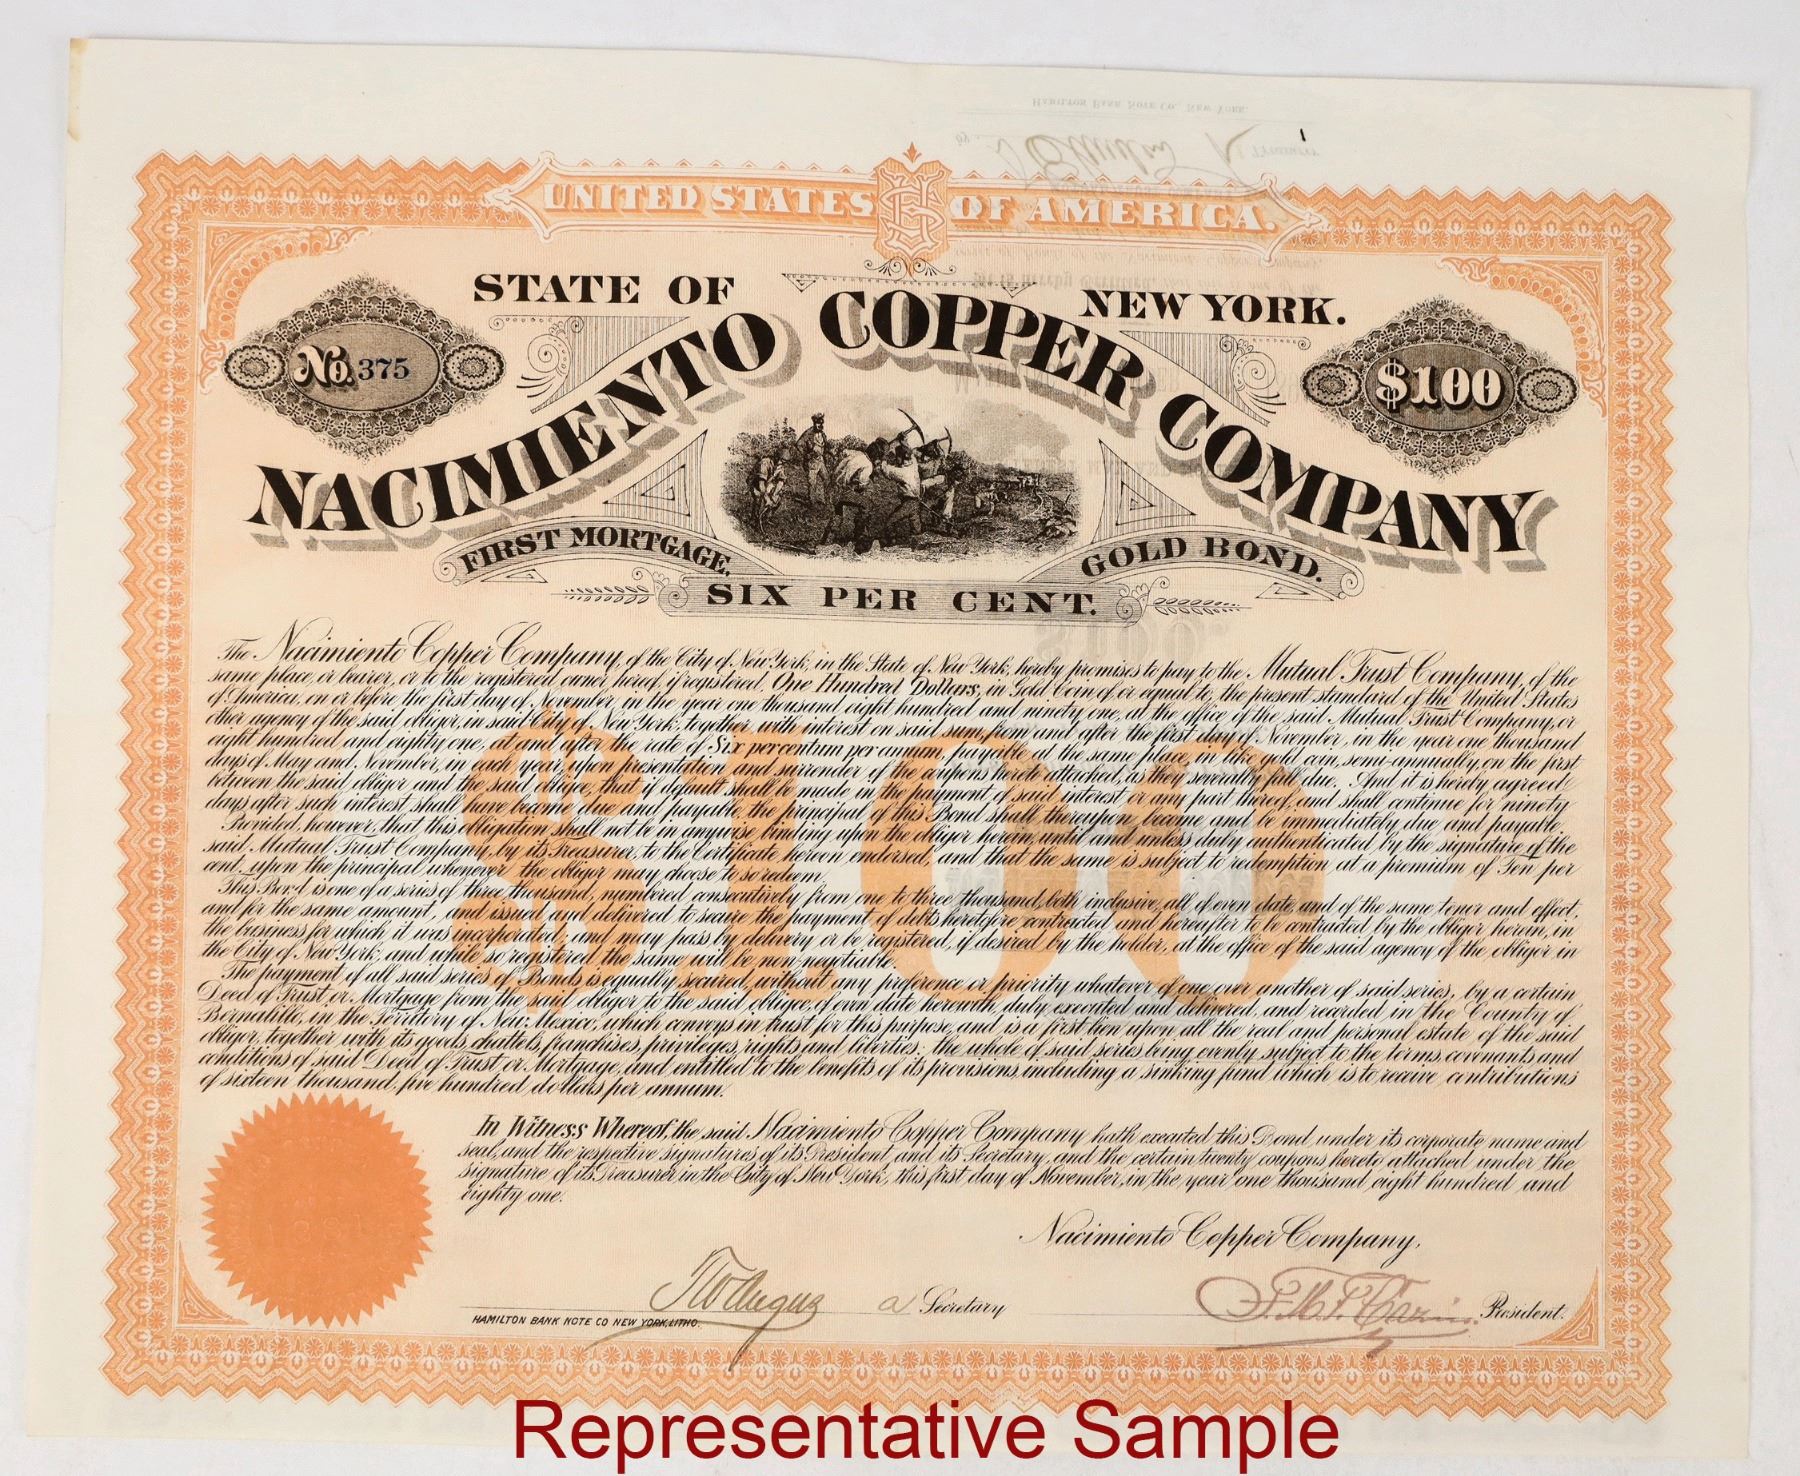 HAMILTON BANK NOTE CO., NEW YORK.
by Treasurer
UNITED STATES OF AMERICA.
STATE OF NEW YORK.
No. 375
$100
NACIMIENTO COPPER COMPANY
FIRST MORTGAGE. GOLD BOND.
SIX PER CENT.
The Nacimiento Copper Company, of the City of New York, in the State of New York, hereby promises to pay to the Mutual Trust Company, of the
same place, or bearer, or to the registered owner hereof, if registered, One Hundred Dollars, in Gold Coin of or equal to, the present standard of the United States
of America, on or before the first day of November, in the year one thousand eight hundred and ninety one, at the office of the said Mutual Trust Company, or
other agency of the said obligor, in said City of New York, together with interest on said sum, from and after the first day of November, in the year one thousand
eight hundred and eighty one, at and after the rate of Six per centum per annum, payable at the same place, in like gold coin, semi-annually, on the first
days of May and November, in each year, upon presentation and surrender of the coupons hereto attached, as they severally fall due. And it is hereby agreed
between the said obligor and the said obligee, that if default shall be made in the payment of said interest or any part thereof, and shall continue for ninety
days after such interest shall have become due and payable, the principal of this Bond shall thereupon become and be immediately due and payable.
Provided, however, that this obligation shall not be in anywise binding upon the obligor herein, until and unless duly authenticated by the signature of the
said Mutual Trust Company, by its Treasurer, to the Certificate hereon endorsed, and that the same is subject to redemption at a premium of Ten per
cent. upon the principal whenever the obligor may choose to so redeem.
This Bond is one of a series of three thousand, numbered consecutively from one to three thousand, both inclusive, all of even date, and of the same tenor and effect,
and for the same amount, and issued and delivered to secure the payment of debts heretofore contracted and hereafter to be contracted by the obligor herein, in
the business for which it was incorporated, and may pass by delivery or be registered, if desired by the holder, at the office of the said agency of the obligor in
the City of New York, and while so registered the same will be non-negotiable.
The payment of all said series of Bonds is equally secured, without any preference or priority whatever of one over another of said series, by a certain
Deed of Trust or Mortgage from the said obligor to the said obligee, of even date herewith, duly executed and delivered, and recorded in the County of
Bernalillo, in the Territory of New Mexico, which conveys in trust for this purpose, and is a first lien upon all the real and personal estate of the said
obligor, together with its goods, chattels, franchises, privileges, rights and liberties; the whole of said series being evenly subject to the terms, covenants and
conditions of said Deed of Trust or Mortgage, and entitled to the benefits of its provisions, including a sinking fund which is to receive contributions
of sixteen thousand, five hundred dollars per annum.
$100
In Witness Whereof, the said Nacimiento Copper Company hath executed this Bond under its corporate name and
seal, and the respective signatures of its President and its Secretary, and the certain twenty coupons hereto attached under the
signature of its Treasurer in the City of New York, this first day of November, in the year one thousand eight hundred and
eighty one.
Nacimiento Copper Company,
a Secretary
President.
HAMILTON BANK NOTE CO NEW YORK, LITHO.
Representative Sample